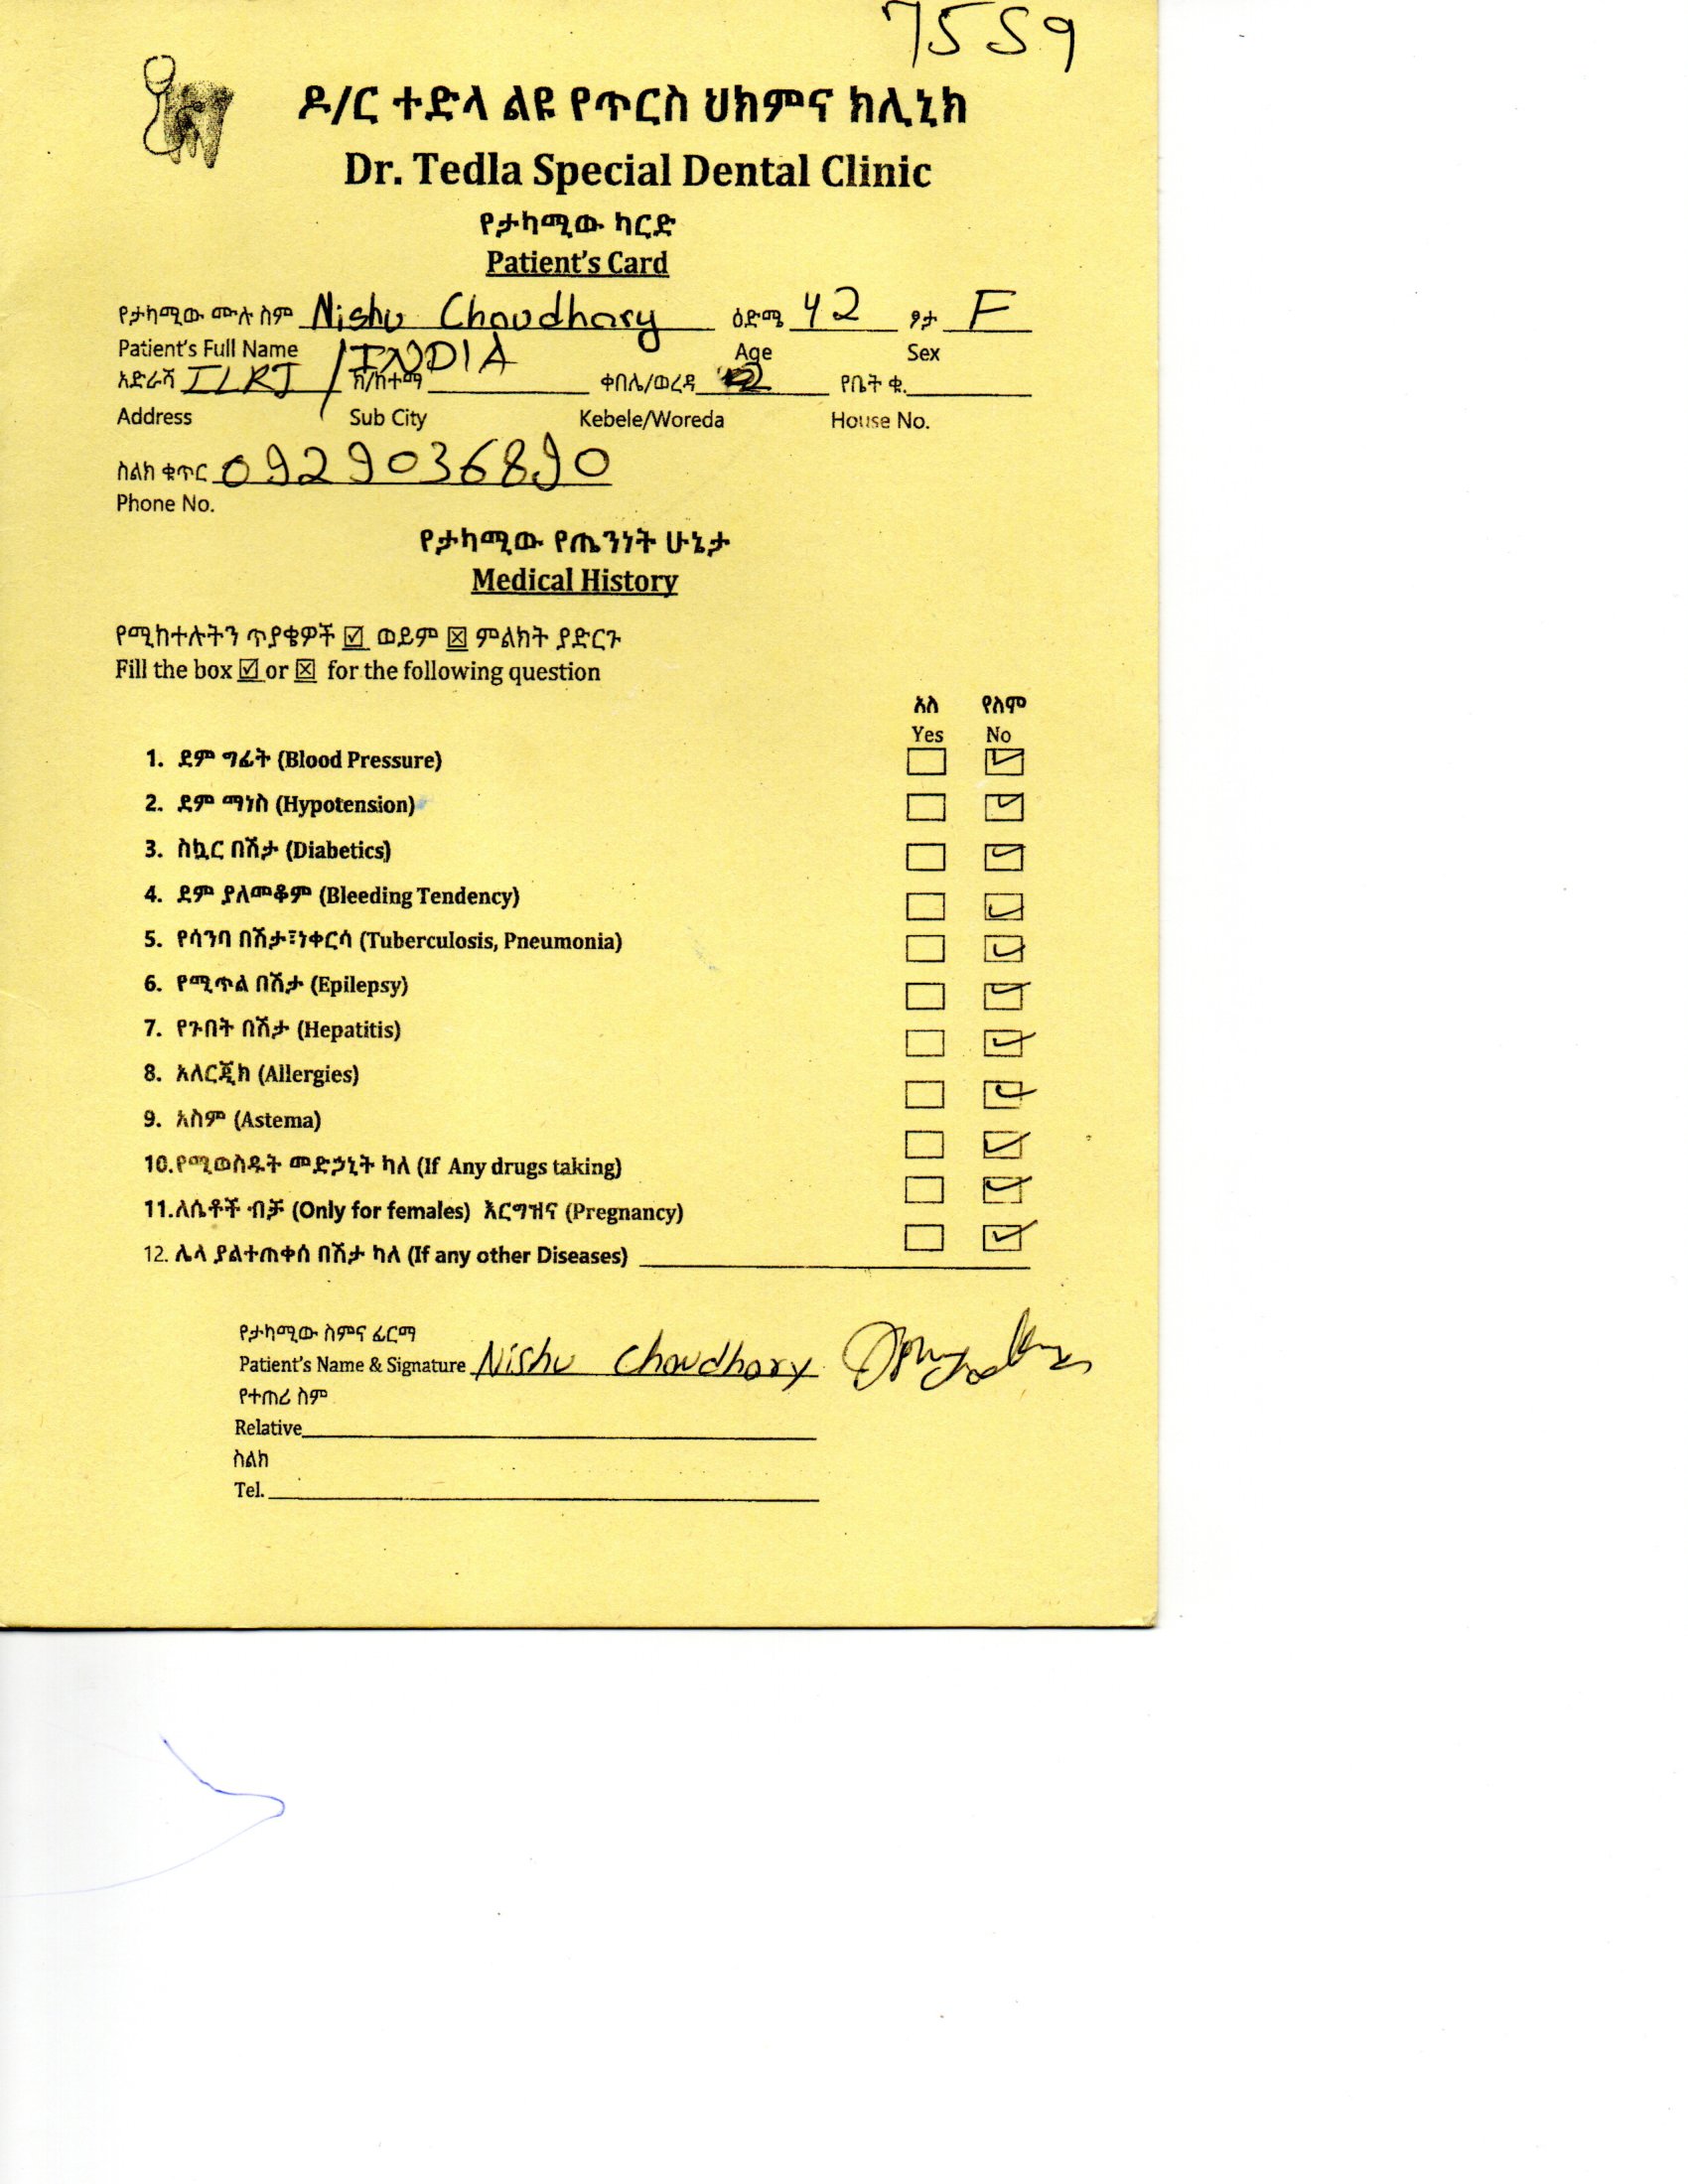 7559
ዶ/ር ተድላ ልዩ የጥርስ ህክምና ክሊኒክ
Dr. Tedla Special Dental Clinic
የታካሚው ካርድ
Patient's Card
የታካሚው ሙሉ ስም Nishu Choudhary ዕድሜ 42 ፆታ F
Patient's Full Name Age Sex
አድራሻ ILRI / INDIA ክ/ከተማ ቀበሌ/ወረዳ የቤት ቁ.
Address Sub City Kebele/Woreda House No.
ስልክ ቁጥር 0929036890
Phone No.
የታካሚው የጤንነት ሁኔታ
Medical History
የሚከተሉትን ጥያቄዎች ☑ ወይም ☒ ምልክት ያድርጉ
Fill the box ☑ or ☒ for the following question
አለ የለም
Yes No
1. ደም ግፊት (Blood Pressure)
2. ደም ማነስ (Hypotension)
3. ስኳር በሽታ (Diabetics)
4. ደም ያለመቆም (Bleeding Tendency)
5. የሳንባ በሽታ፣ነቀርሳ (Tuberculosis, Pneumonia)
6. የሚጥል በሽታ (Epilepsy)
7. የጉበት በሽታ (Hepatitis)
8. አለርጂክ (Allergies)
9. አስም (Astema)
10.የሚወስዱት መድኃኒት ካለ (If Any drugs taking)
11.ለሴቶች ብቻ (Only for females) እርግዝና (Pregnancy)
12. ሌላ ያልተጠቀሰ በሽታ ካለ (If any other Diseases)
የታካሚው ስምና ፊርማ
Patient's Name & Signature Nishu Choudhary
የተጠሪ ስም
Relative
ስልክ
Tel.